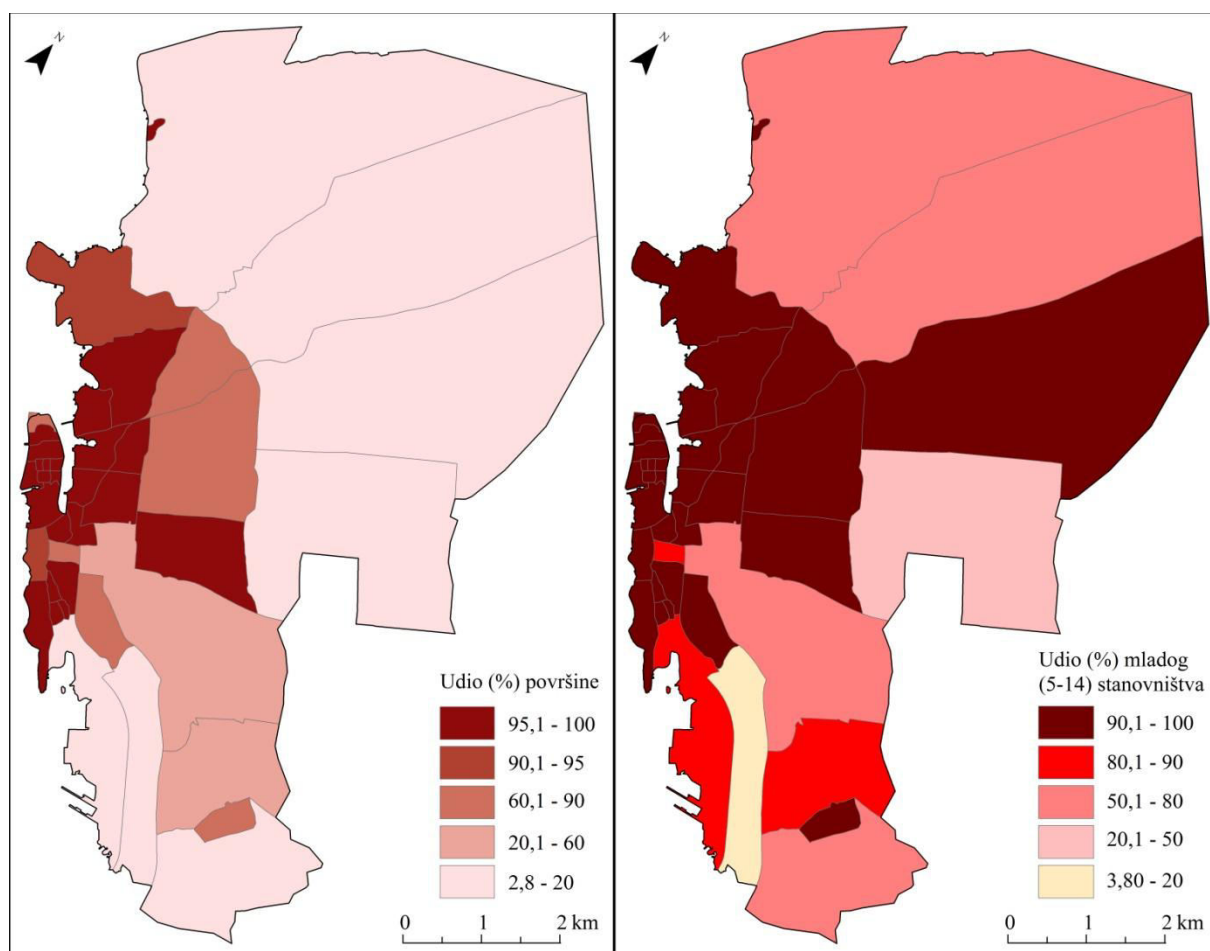 N
Udio (%) površine
95,1 - 100
90,1 - 95
60,1 - 90
20,1 - 60
2,8 - 20
0 1 2 km
N
Udio (%) mladog
(5-14) stanovništva
90,1 - 100
80,1 - 90
50,1 - 80
20,1 - 50
3,80 - 20
0 1 2 km